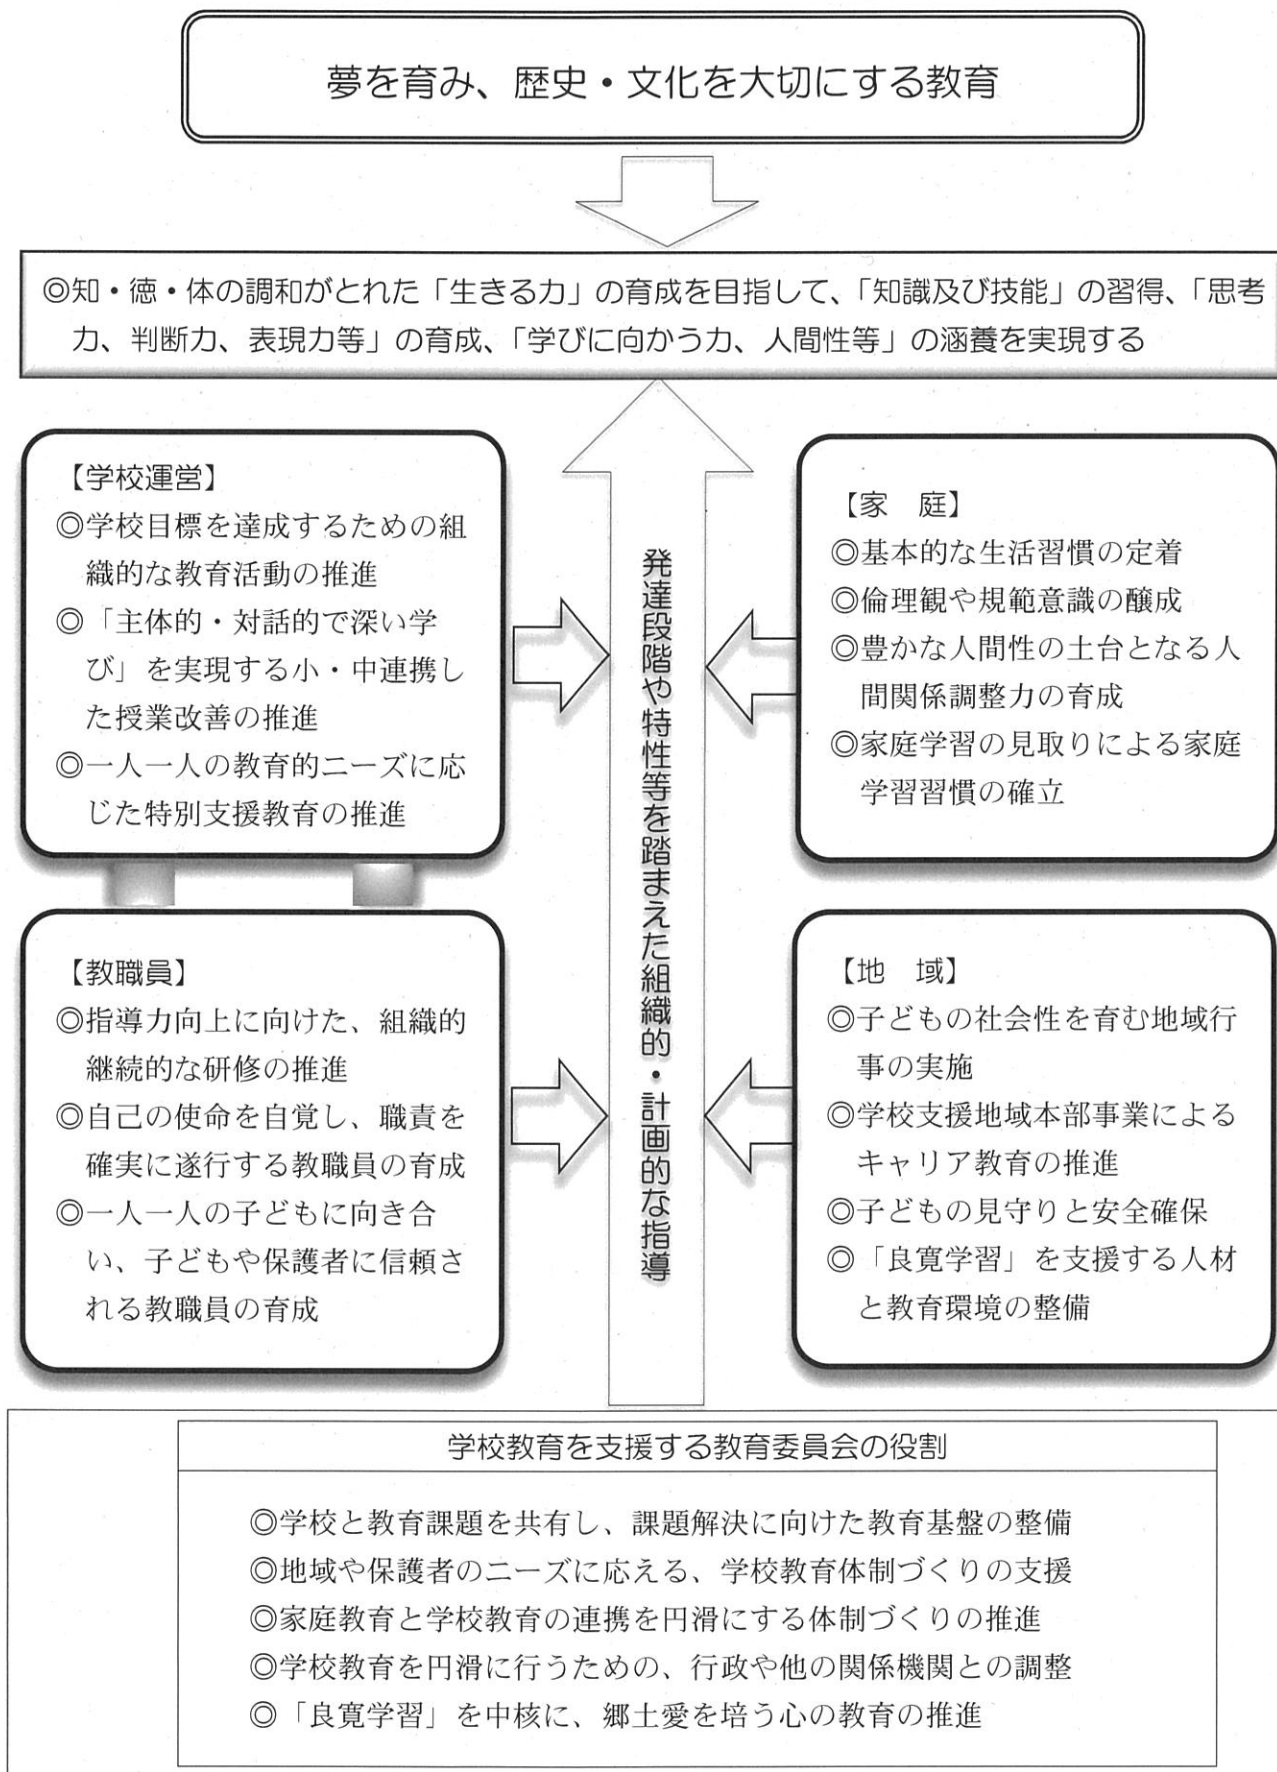 夢を育み、歴史・文化を大切にする教育
◎知・徳・体の調和がとれた「生きる力」の育成を目指して、「知識及び技能」の習得、「思考
力、判断力、表現力等」の育成、「学びに向かう力、人間性等」の涵養を実現する
【学校運営】
◎学校目標を達成するための組
織的な教育活動の推進
◎「主体的・対話的で深い学
び」を実現する小・中連携し
た授業改善の推進
◎一人一人の教育的ニーズに応
じた特別支援教育の推進
【教職員】
◎指導力向上に向けた、組織的
継続的な研修の推進
◎自己の使命を自覚し、職責を
確実に遂行する教職員の育成
◎一人一人の子どもに向き合
い、子どもや保護者に信頼さ
れる教職員の育成
発達段階や特性等を踏まえた組織的・計画的な指導
【家　庭】
◎基本的な生活習慣の定着
◎倫理観や規範意識の醸成
◎豊かな人間性の土台となる人
間関係調整力の育成
◎家庭学習の見取りによる家庭
学習習慣の確立
【地　域】
◎子どもの社会性を育む地域行
事の実施
◎学校支援地域本部事業による
キャリア教育の推進
◎子どもの見守りと安全確保
◎「良寛学習」を支援する人材
と教育環境の整備
学校教育を支援する教育委員会の役割
◎学校と教育課題を共有し、課題解決に向けた教育基盤の整備
◎地域や保護者のニーズに応える、学校教育体制づくりの支援
◎家庭教育と学校教育の連携を円滑にする体制づくりの推進
◎学校教育を円滑に行うための、行政や他の関係機関との調整
◎「良寛学習」を中核に、郷土愛を培う心の教育の推進